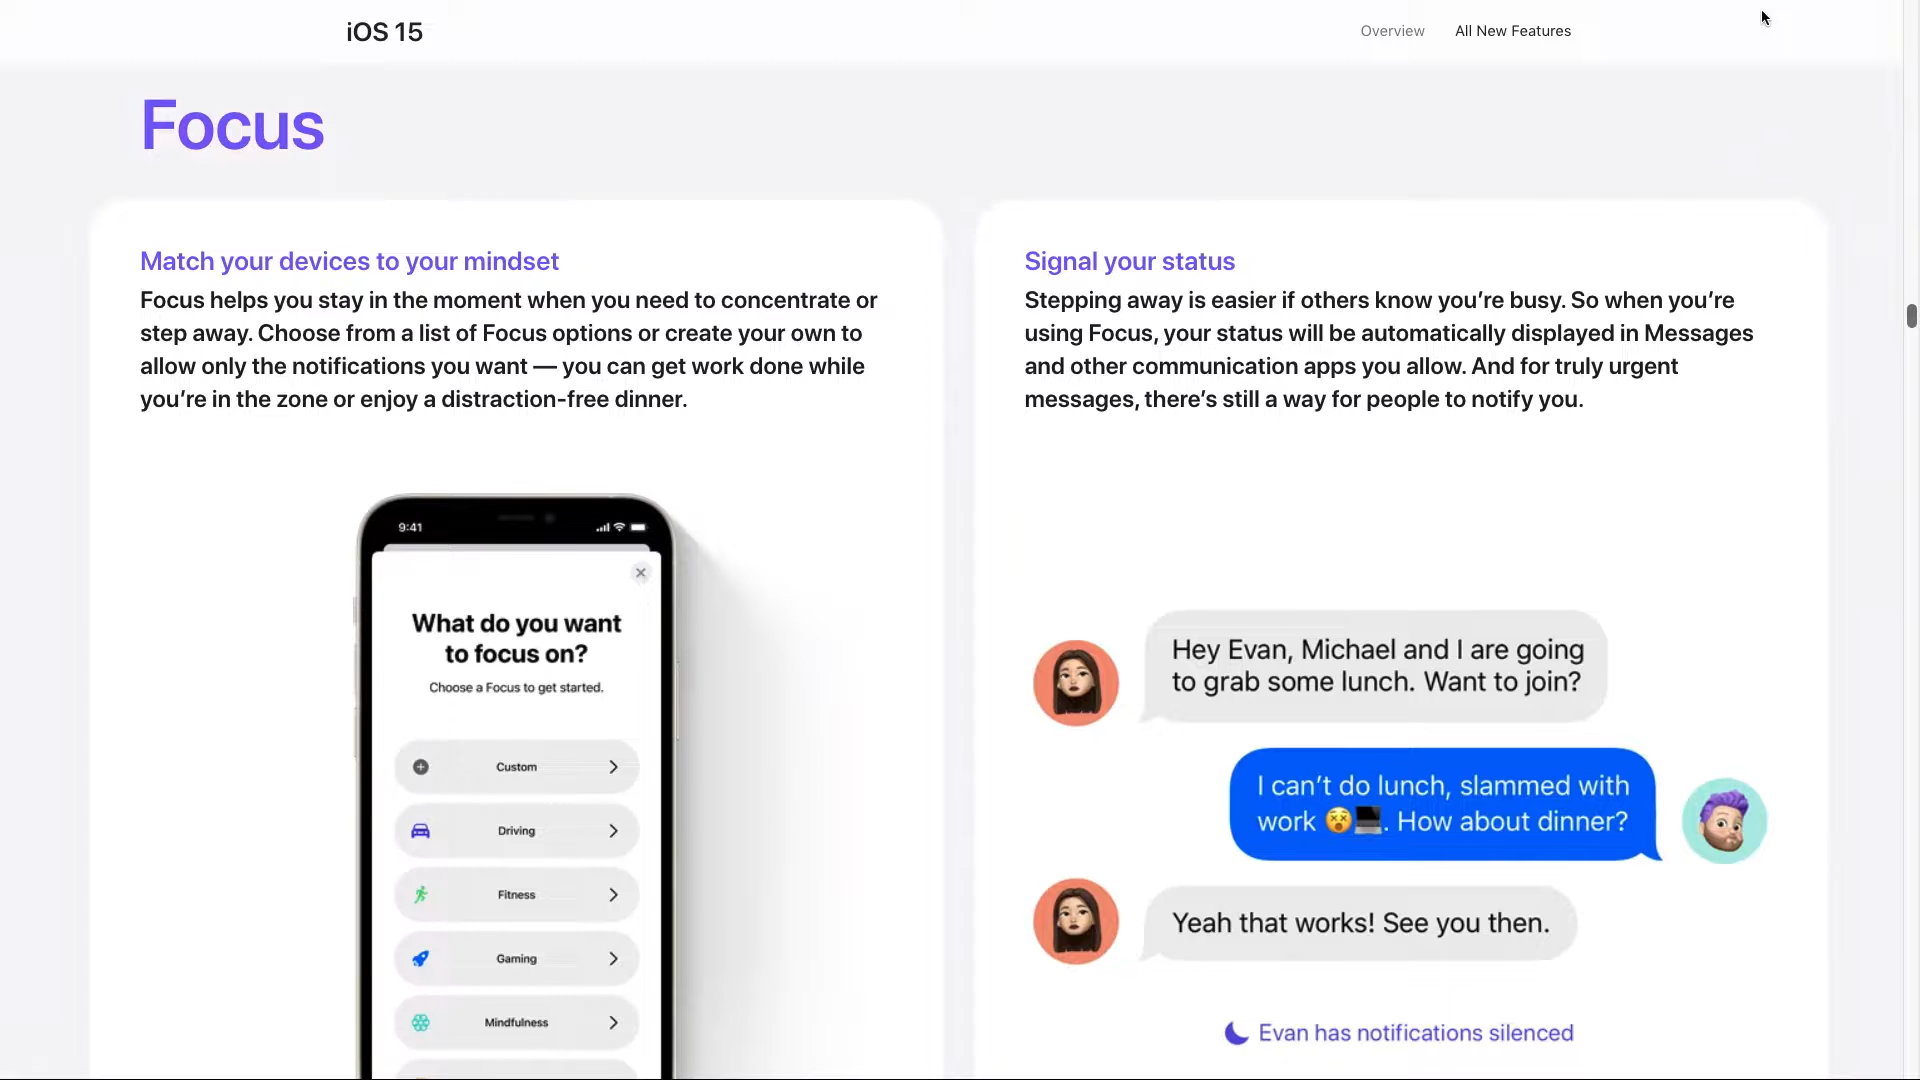 iOS 15
Overview
All New Features
Focus
Match your devices to your mindset
Focus helps you stay in the moment when you need to concentrate or
step away. Choose from a list of Focus options or create your own to
allow only the notifications you want — you can get work done while
you’re in the zone or enjoy a distraction-free dinner.
9:41
What do you want
to focus on?
Choose a Focus to get started.
Custom
Driving
Fitness
Gaming
Mindfulness
Signal your status
Stepping away is easier if others know you’re busy. So when you’re
using Focus, your status will be automatically displayed in Messages
and other communication apps you allow. And for truly urgent
messages, there’s still a way for people to notify you.
Hey Evan, Michael and I are going
to grab some lunch. Want to join?
I can’t do lunch, slammed with
work 😵💻. How about dinner?
Yeah that works! See you then.
Evan has notifications silenced